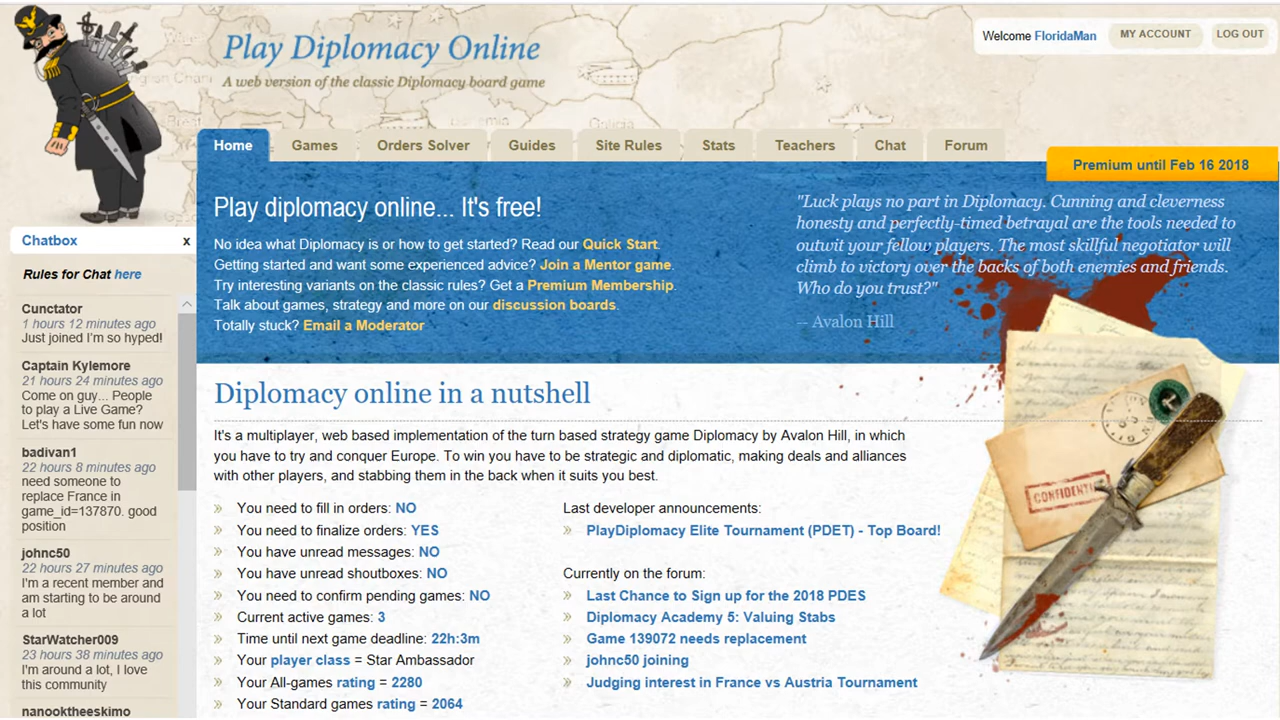 Play Diplomacy Online
A web version of the classic Diplomacy board game
Welcome FloridaMan
MY ACCOUNT
LOG OUT
Home
Games
Orders Solver
Guides
Site Rules
Stats
Teachers
Chat
Forum
Premium until Feb 16 2018
Play diplomacy online... It's free!
No idea what Diplomacy is or how to get started? Read our Quick Start.
Getting started and want some experienced advice? Join a Mentor game.
Try interesting variants on the classic rules? Get a Premium Membership.
Talk about games, strategy and more on our discussion boards.
Totally stuck? Email a Moderator
"Luck plays no part in Diplomacy. Cunning and cleverness
honesty and perfectly-timed betrayal are the tools needed to
outwit your fellow players. The most skillful negotiator will
climb to victory over the backs of both enemies and friends.
Who do you trust?"
-- Avalon Hill
Chatbox x
Rules for Chat here
Cunctator
1 hours 12 minutes ago
Just joined I'm so hyped!
Captain Kylemore
21 hours 24 minutes ago
Come on guy... People
to play a Live Game?
Let's have some fun now
badivan1
22 hours 8 minutes ago
need someone to
replace France in
game_id=137870. good
position
johnc50
22 hours 27 minutes ago
I'm a recent member and
am starting to be around
a lot
StarWatcher009
23 hours 38 minutes ago
I'm around a lot, I love
this community
nanooktheeskimo
Diplomacy online in a nutshell
It's a multiplayer, web based implementation of the turn based strategy game Diplomacy by Avalon Hill, in which
you have to try and conquer Europe. To win you have to be strategic and diplomatic, making deals and alliances
with other players, and stabbing them in the back when it suits you best.
You need to fill in orders: NO
You need to finalize orders: YES
You have unread messages: NO
You have unread shoutboxes: NO
You need to confirm pending games: NO
Current active games: 3
Time until next game deadline: 22h:3m
Your player class = Star Ambassador
Your All-games rating = 2280
Your Standard games rating = 2064
Last developer announcements:
PlayDiplomacy Elite Tournament (PDET) - Top Board!
Currently on the forum:
Last Chance to Sign up for the 2018 PDES
Diplomacy Academy 5: Valuing Stabs
Game 139072 needs replacement
johnc50 joining
Judging interest in France vs Austria Tournament
CONFIDENTIAL